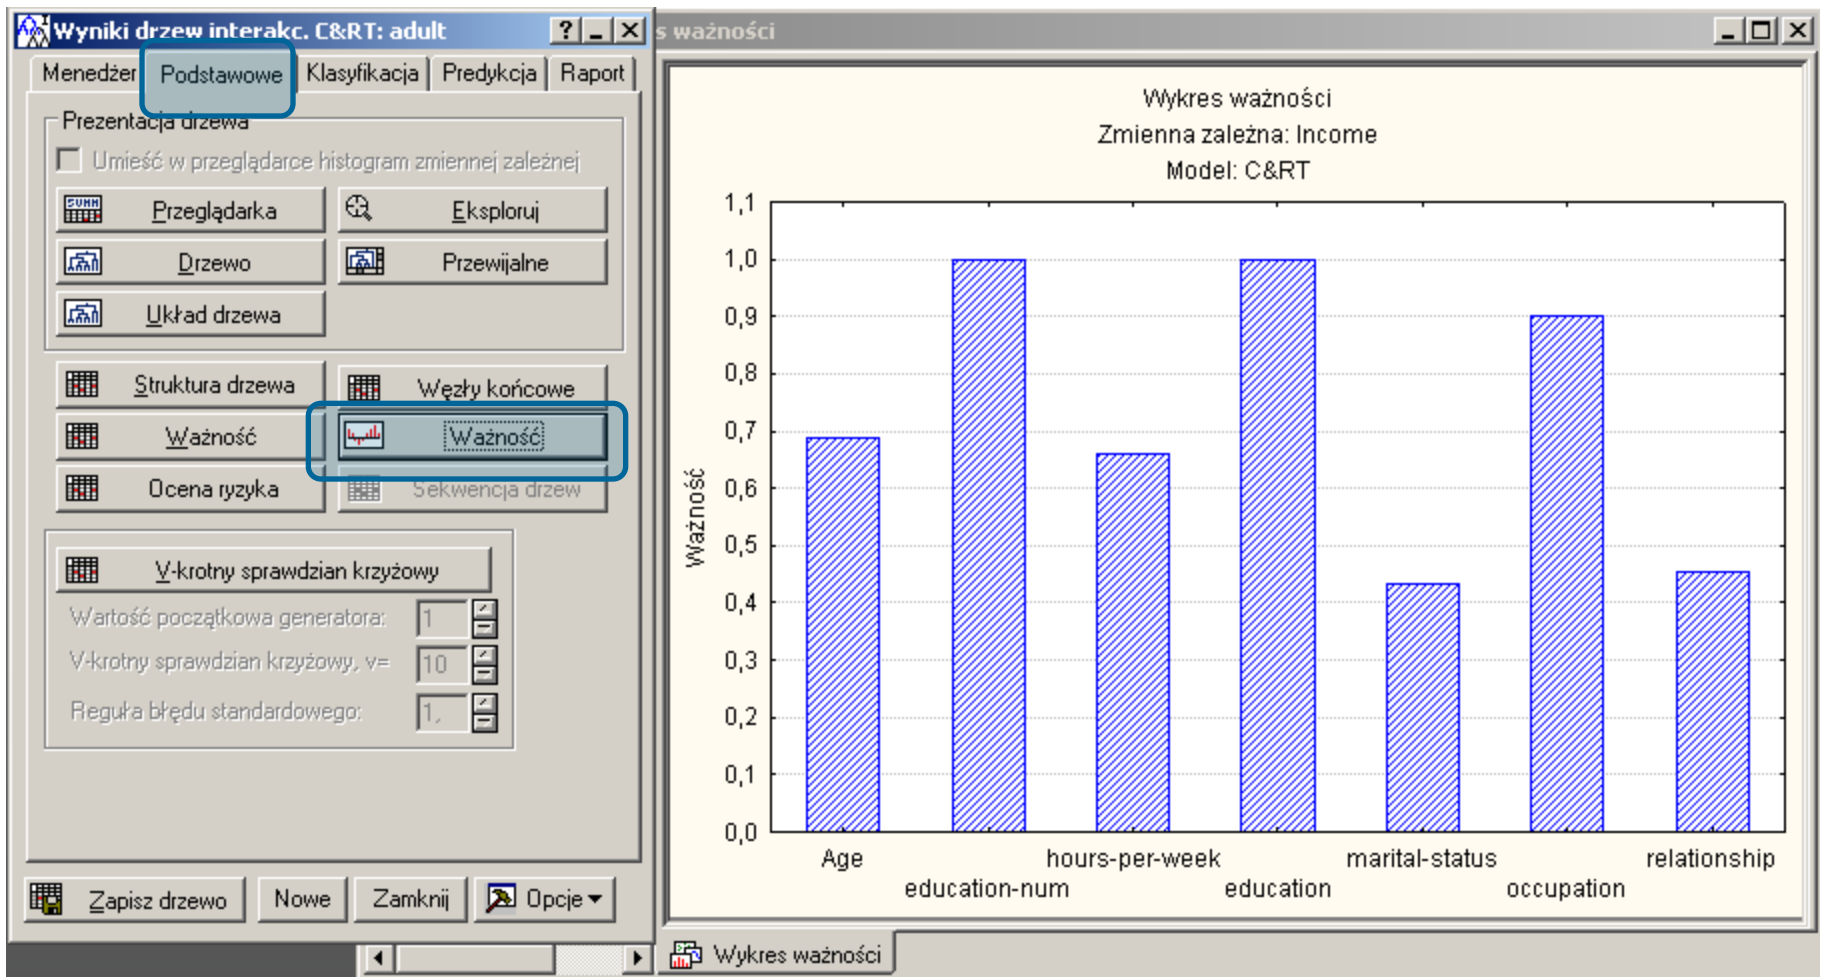 Wyniki drzew interakc. C&RT: adult
Menedżer Podstawowe Klasyfikacja Predykcja Raport
Prezentacja drzewa
Umieść w przeglądarce histogram zmiennej zależnej
Przeglądarka Eksploruj
Drzewo Przewijalne
Układ drzewa
Struktura drzewa Węzły końcowe
Ważność Ważność
Ocena ryzyka Sekwencja drzew
V-krotny sprawdzian krzyżowy
Wartość początkowa generatora: 1
V-krotny sprawdzian krzyżowy, v= 10
Reguła błędu standardowego: 1,
Zapisz drzewo Nowe Zamknij Opcje
s ważności
Wykres ważności
Zmienna zależna: Income
Model: C&RT
1,1
1,0
0,9
0,8
0,7
0,6
0,5
0,4
0,3
0,2
0,1
0,0
Ważność
Age hours-per-week marital-status relationship
education-num education occupation
Wykres ważności